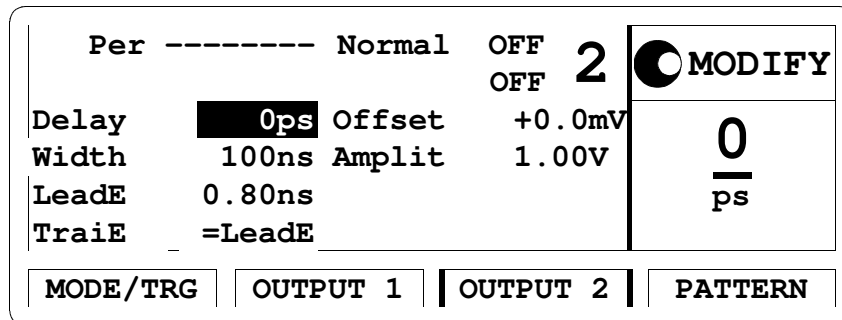 Per -------- Normal OFF 2 MODIFY
OFF
Delay 0ps Offset +0.0mV 0
Width 100ns Amplit 1.00V
LeadE 0.80ns ps
TraiE =LeadE
MODE/TRG OUTPUT 1 OUTPUT 2 PATTERN